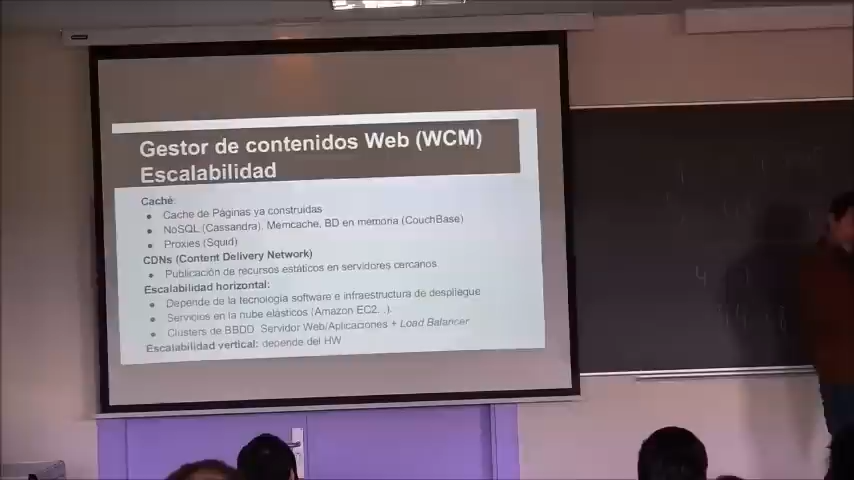 Gestor de contenidos Web (WCM)
Escalabilidad
Caché:
Cache de Páginas ya construidas
NoSQL (Cassandra). Memcache, BD en memoria (CouchBase)
Proxies (Squid)
CDNs (Content Delivery Network)
Publicación de recursos estáticos en servidores cercanos
Escalabilidad horizontal:
Depende de la tecnología software e infraestructura de despliegue
Servicios en la nube elásticos (Amazon EC2...).
Clusters de BBDD. Servidor Web/Aplicaciones + Load Balancer
Escalabilidad vertical: depende del HW